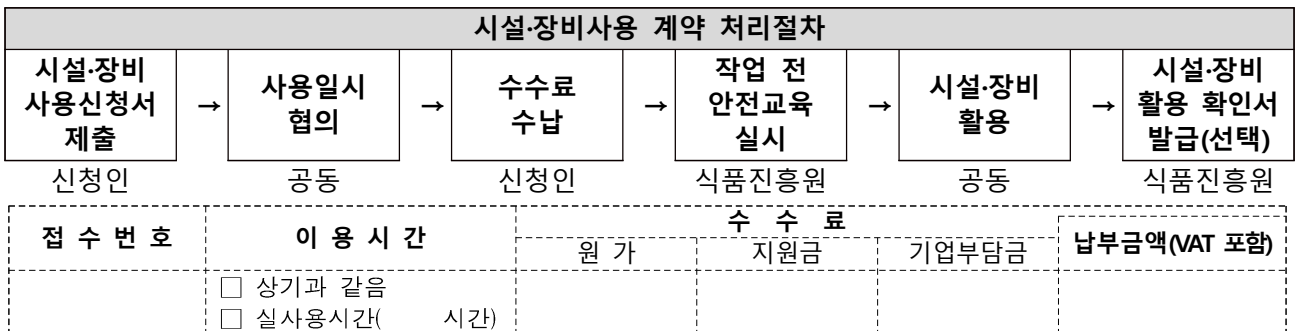 시설·장비사용 계약 처리절차
시설·장비
사용신청서
제출
→
사용일시
협의
→
수수료
수납
→
작업 전
안전교육
실시
→
시설·장비
활용
→
시설·장비
활용 확인서
발급(선택)
신청인
공동
신청인
식품진흥원
공동
식품진흥원
접 수 번 호
이 용 시 간
수 수 료
원 가
지원금
기업부담금
납부금액(VAT 포함)
□ 상기과 같음
□ 실사용시간( 시간)